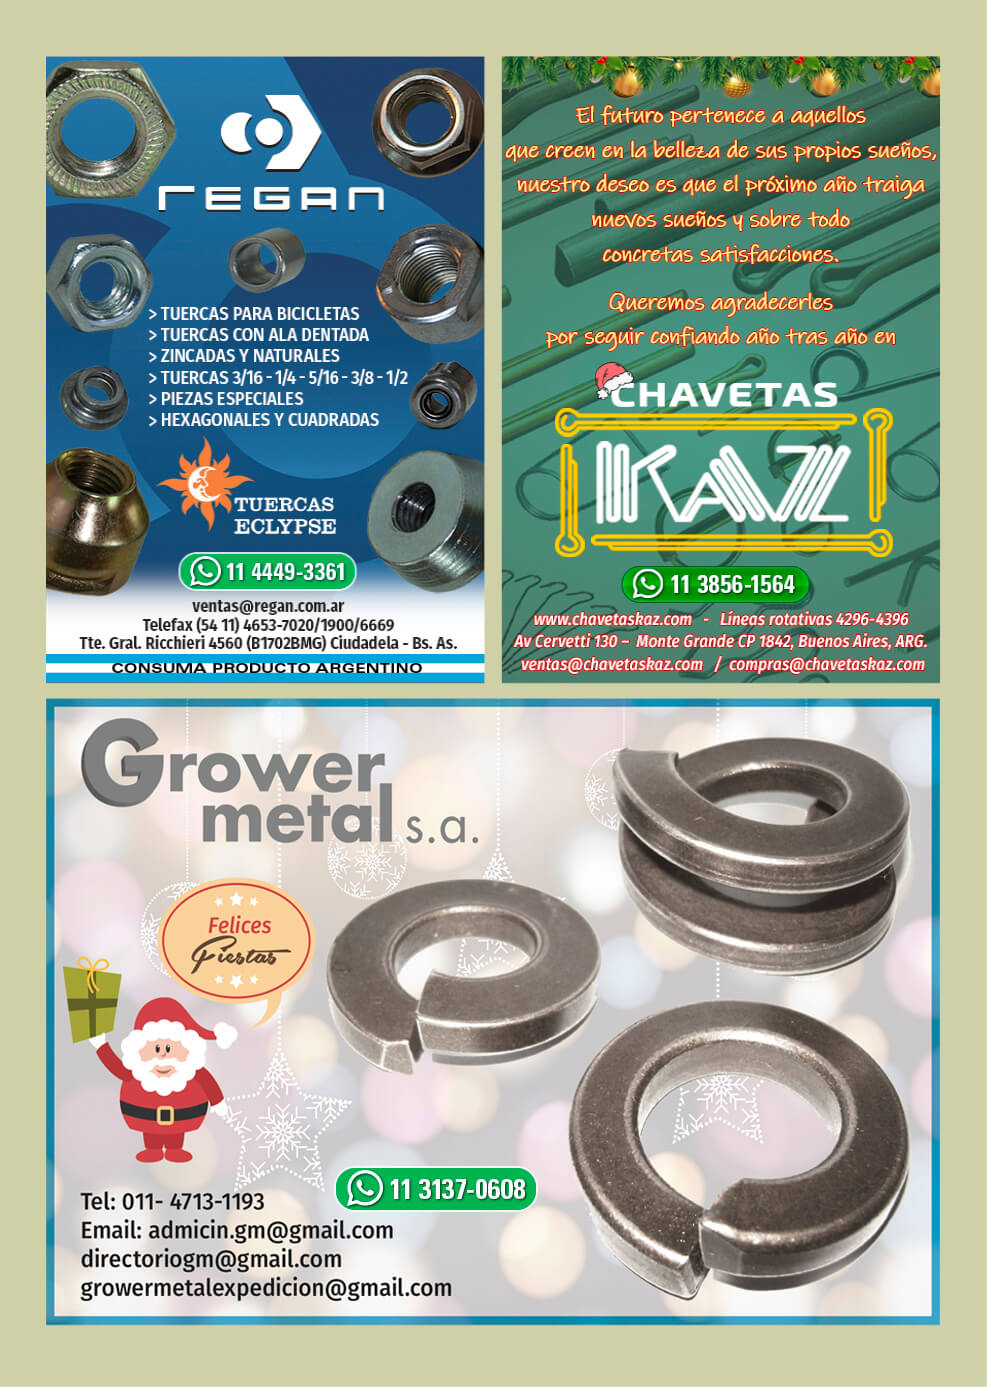 REGAN
> TUERCAS PARA BICICLETAS
> TUERCAS CON ALA DENTADA
> ZINCADAS Y NATURALES
> TUERCAS 3/16 - 1/4 - 5/16 - 3/8 - 1/2
> PIEZAS ESPECIALES
> HEXAGONALES Y CUADRADAS
TUERCAS
ECLYPSE
11 4449-3361
ventas@regan.com.ar
Telefax (54 11) 4653-7020/1900/6669
Tte. Gral. Ricchieri 4560 (B1702BMG) Ciudadela - Bs. As.
CONSUMA PRODUCTO ARGENTINO
El futuro pertenece a aquellos
que creen en la belleza de sus propios sueños,
nuestro deseo es que el próximo año traiga
nuevos sueños y sobre todo
concretas satisfacciones.
Queremos agradecerles
por seguir confiando año tras año en
CHAVETAS
KAZ
11 3856-1564
www.chavetaskaz.com - Líneas rotativas 4296-4396
Av Cervetti 130 – Monte Grande CP 1842, Buenos Aires, ARG.
ventas@chavetaskaz.com / compras@chavetaskaz.com
Grower
metal s.a.
Felices
Fiestas
11 3137-0608
Tel: 011- 4713-1193
Email: admicin.gm@gmail.com
directoriogm@gmail.com
growermetalexpedicion@gmail.com